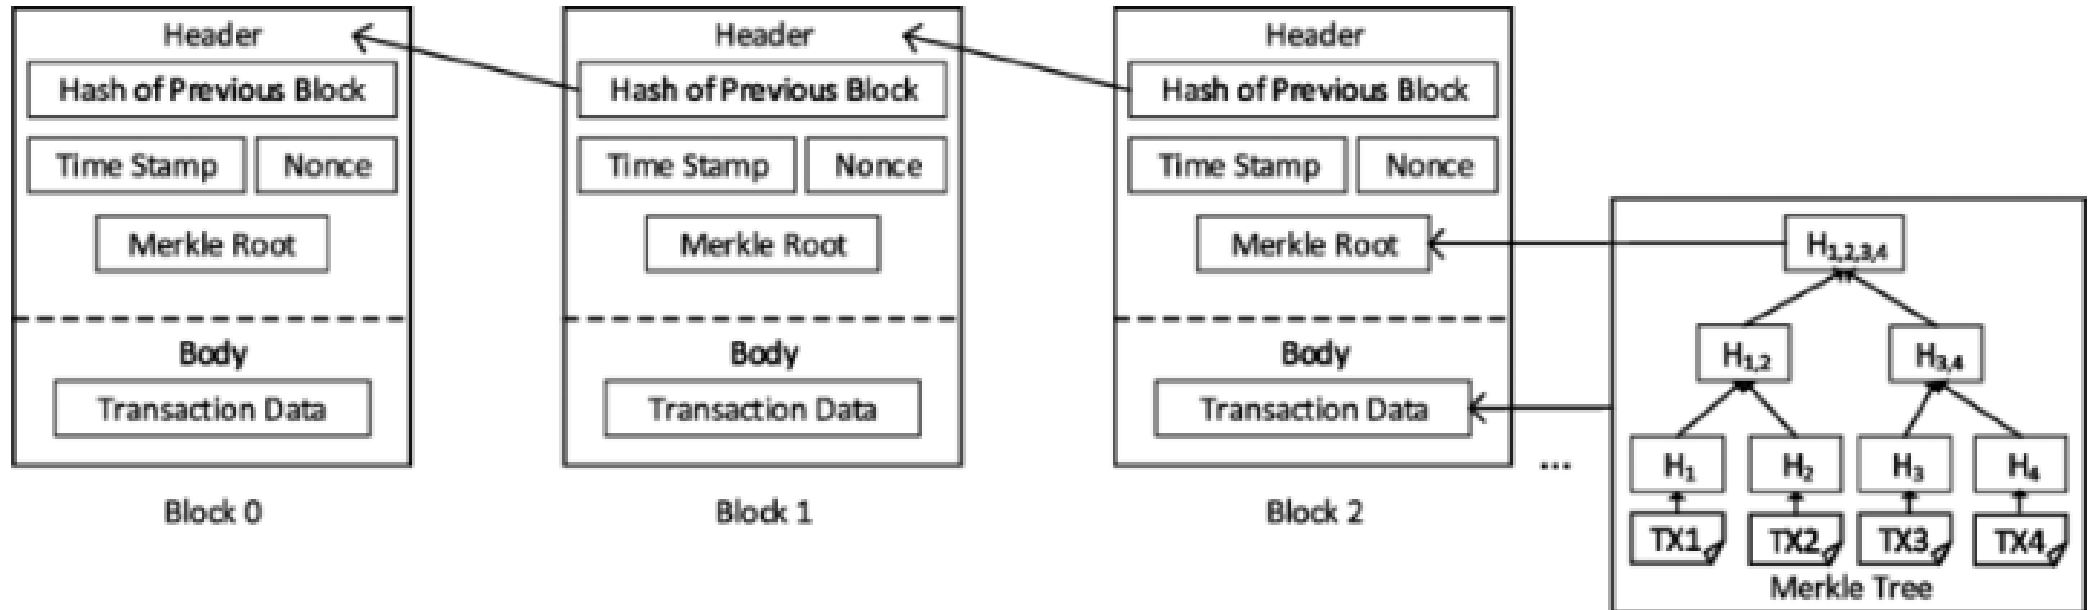 Header
Hash of Previous Block
Time Stamp
Nonce
Merkle Root
Body
Transaction Data
Block 0
Header
Hash of Previous Block
Time Stamp
Nonce
Merkle Root
Body
Transaction Data
Block 1
Header
Hash of Previous Block
Time Stamp
Nonce
Merkle Root
Body
Transaction Data
Block 2
...
H1,2,3,4
H1,2
H3,4
H1
H2
H3
H4
TX1
TX2
TX3
TX4
Merkle Tree